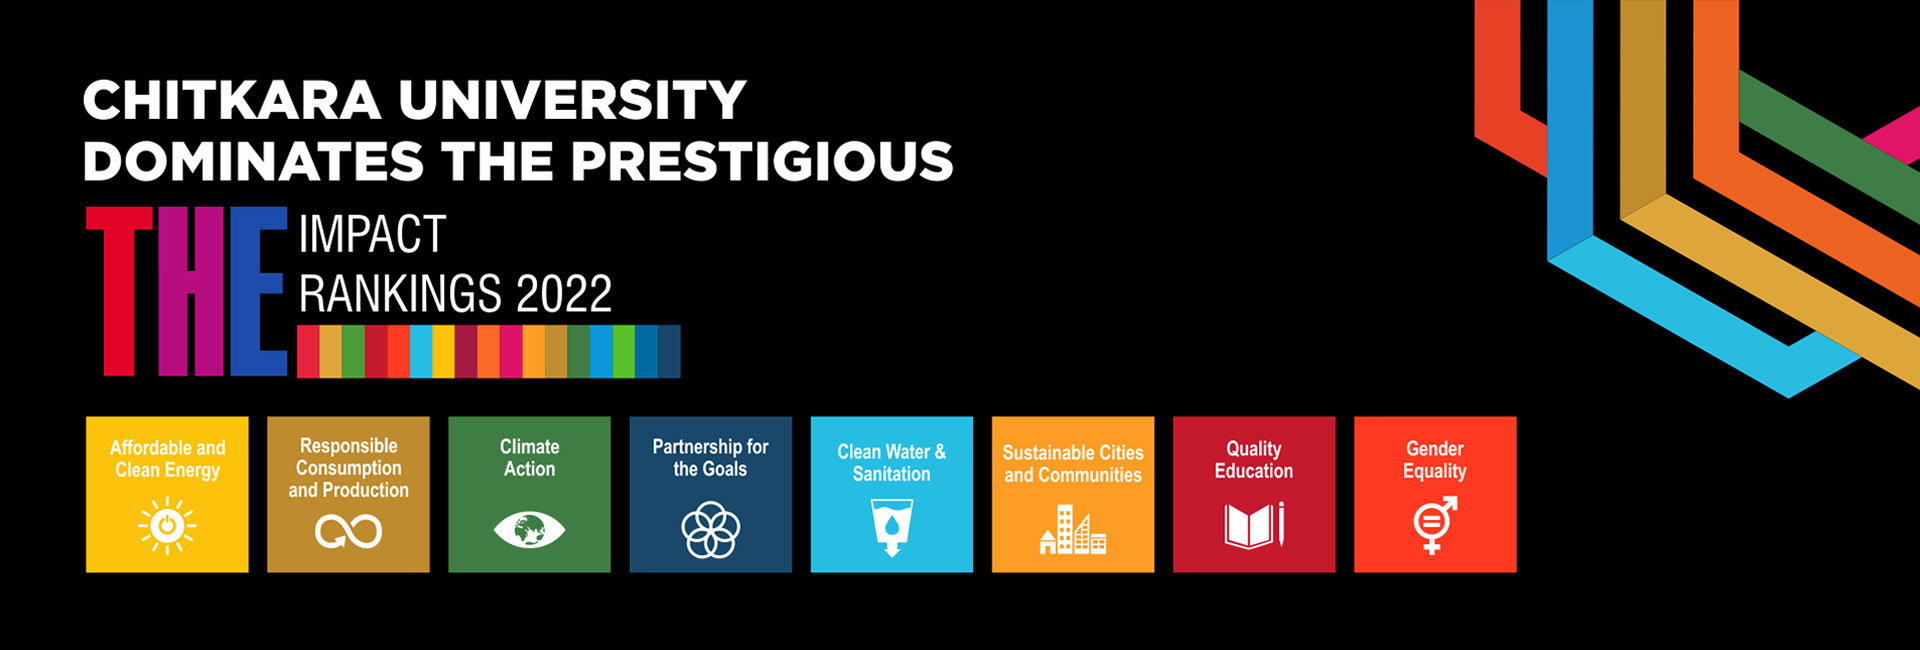 CHITKARA UNIVERSITY
DOMINATES THE PRESTIGIOUS
THE
IMPACT
RANKINGS 2022
Affordable and
Clean Energy
Responsible
Consumption
and Production
Climate
Action
Partnership for
the Goals
Clean Water &
Sanitation
Sustainable Cities
and Communities
Quality
Education
Gender
Equality